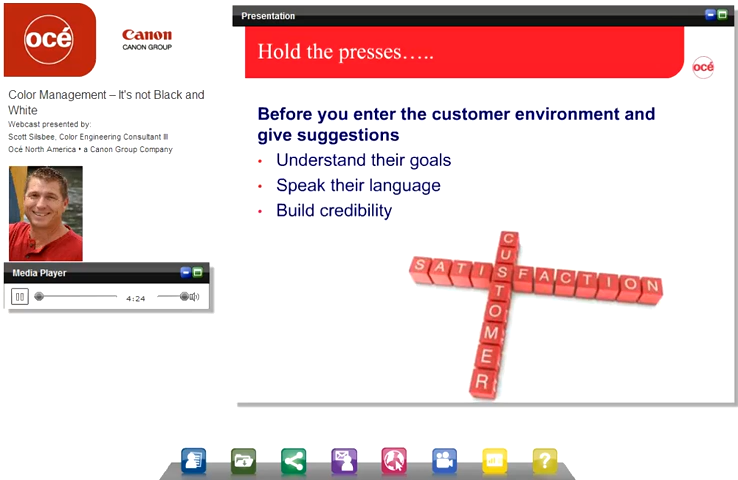 océ
Canon
CANON GROUP
Color Management – It's not Black and
White
Webcast presented by:
Scott Silsbee, Color Engineering Consultant III
Océ North America • a Canon Group Company
Media Player
4:24
Presentation
Hold the presses.....
océ
Before you enter the customer environment and
give suggestions
• Understand their goals
• Speak their language
• Build credibility
CUSTOMER
SATISFACTION
?